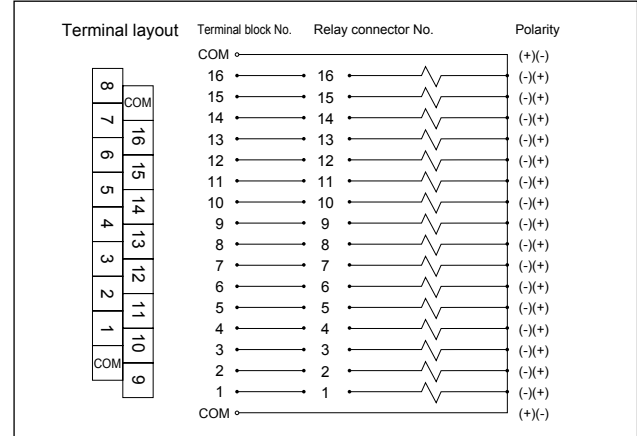 Terminal layout Terminal block No. Relay connector No. Polarity
COM (+)(-)
16 16 (-)(+)
15 15 (-)(+)
14 14 (-)(+)
13 13 (-)(+)
12 12 (-)(+)
11 11 (-)(+)
10 10 (-)(+)
9 9 (-)(+)
8 8 (-)(+)
7 7 (-)(+)
6 6 (-)(+)
5 5 (-)(+)
4 4 (-)(+)
3 3 (-)(+)
2 2 (-)(+)
1 1 (-)(+)
COM (+)(-)
8
7
6
5
4
3
2
1
COM
COM
16
15
14
13
12
11
10
9